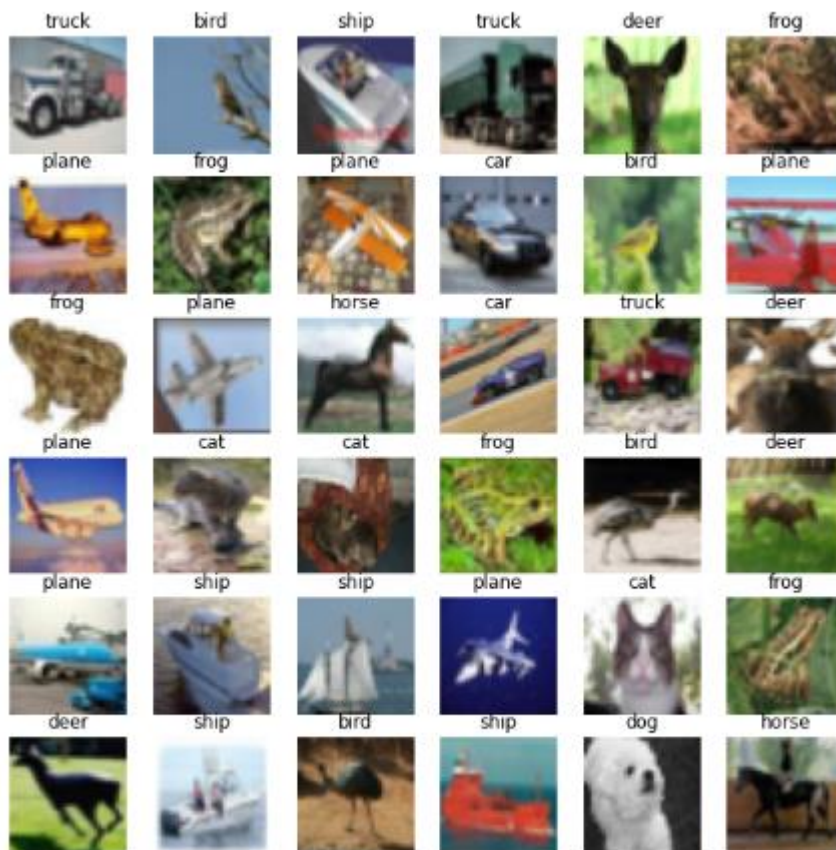 truck bird ship truck deer frog
plane frog plane car bird plane
frog plane horse car truck deer
plane cat cat frog bird deer
plane ship ship plane cat frog
deer ship bird ship dog horse